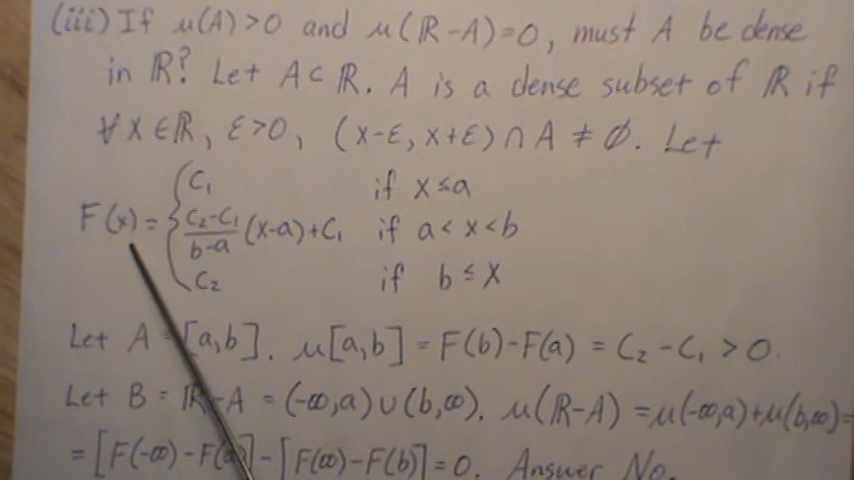 (iii) If μ(A)>0 and μ(ℝ-A)=0, must A be dense
in ℝ? Let A⊂ℝ. A is a dense subset of ℝ if
∀x∈ℝ, ε>0, (x-ε, x+ε)∩A ≠ ∅. Let
F(x) = { C₁ if x≤a
(C₂-C₁)/(b-a) (x-a)+C₁ if a<x<b
C₂ if b≤x
Let A = [a,b]. μ[a,b] = F(b)-F(a) = C₂-C₁ >0.
Let B = ℝ-A = (-∞,a)∪(b,∞). μ(ℝ-A) = μ(-∞,a)+μ(b,∞)=
= [F(-∞)-F(a)]-[F(∞)-F(b)]=0. Answer No.